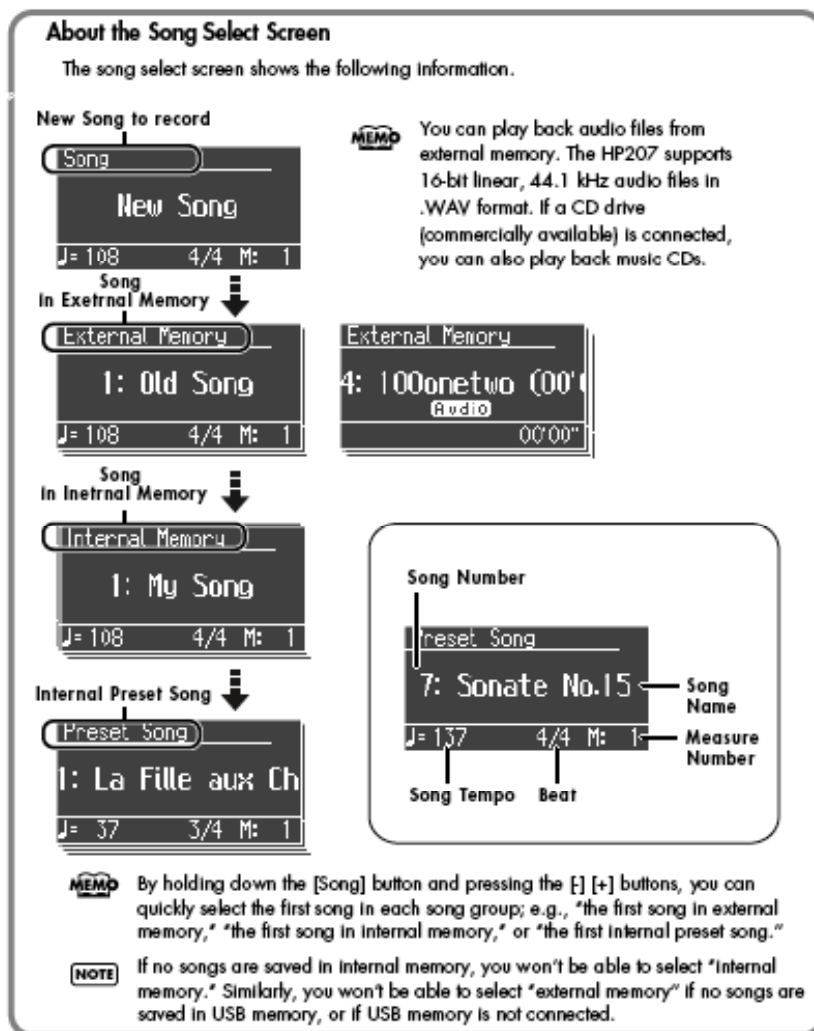 About the Song Select Screen
The song select screen shows the following information.
New Song to record
Song
New Song
♩= 108 4/4 M: 1
MEMO
You can play back audio files from
external memory. The HP207 supports
16-bit linear, 44.1 kHz audio files in
.WAV format. If a CD drive
(commercially available) is connected,
you can also play back music CDs.
Song
in Exetrnal Memory
External Memory
1: Old Song
♩= 108 4/4 M: 1
External Memory
4: 100onetwo (00'0
Audio
00'00"
Song
in Inetrnal Memory
Internal Memory
1: My Song
♩= 108 4/4 M: 1
Internal Preset Song
Preset Song
1: La Fille aux Ch
♩= 37 3/4 M: 1
Song Number
Preset Song
7: Sonate No.15
Song
Name
♩= 137 4/4 M: 1
Measure
Number
Song Tempo Beat
MEMO
By holding down the [Song] button and pressing the [-] [+] buttons, you can
quickly select the first song in each song group; e.g., "the first song in external
memory," "the first song in internal memory," or "the first internal preset song."
NOTE
If no songs are saved in internal memory, you won't be able to select "internal
memory." Similarly, you won't be able to select "external memory" if no songs are
saved in USB memory, or if USB memory is not connected.